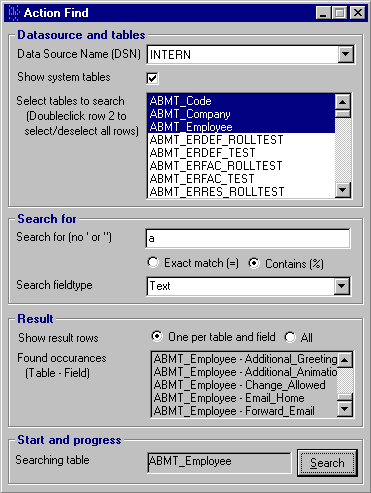 Action Find
Datasource and tables
Data Source Name (DSN) INTERN
Show system tables
Select tables to search
(Doubleclick row 2 to
select/deselect all rows)
ABMT_Code
ABMT_Company
ABMT_Employee
ABMT_ERDEF_ROLLTEST
ABMT_ERDEF_TEST
ABMT_ERFAC_ROLLTEST
ABMT_ERFAC_TEST
ABMT_ERRES_ROLLTEST
Search for
Search for (no ' or ") a
Exact match (=) Contains (%)
Search fieldtype Text
Result
Show result rows One per table and field All
Found occurances
(Table - Field)
ABMT_Employee - Additional_Greeting
ABMT_Employee - Additional_Animatio
ABMT_Employee - Change_Allowed
ABMT_Employee - Email_Home
ABMT_Employee - Forward_Email
Start and progress
Searching table ABMT_Employee Search